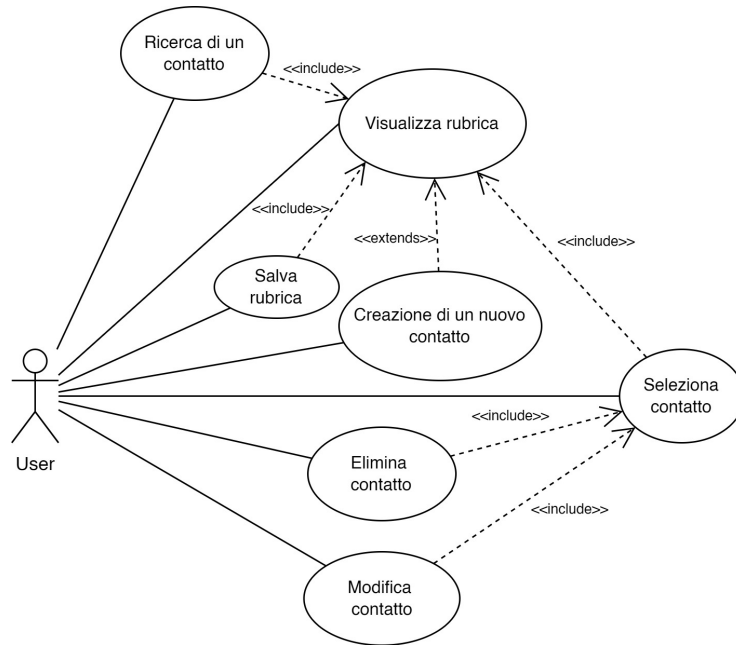 Ricerca di un
contatto
<<include>>
Visualizza rubrica
<<include>>
<<extends>>
<<include>>
Salva
rubrica
Creazione di un nuovo
contatto
Seleziona
contatto
<<include>>
User
Elimina
contatto
<<include>>
Modifica
contatto